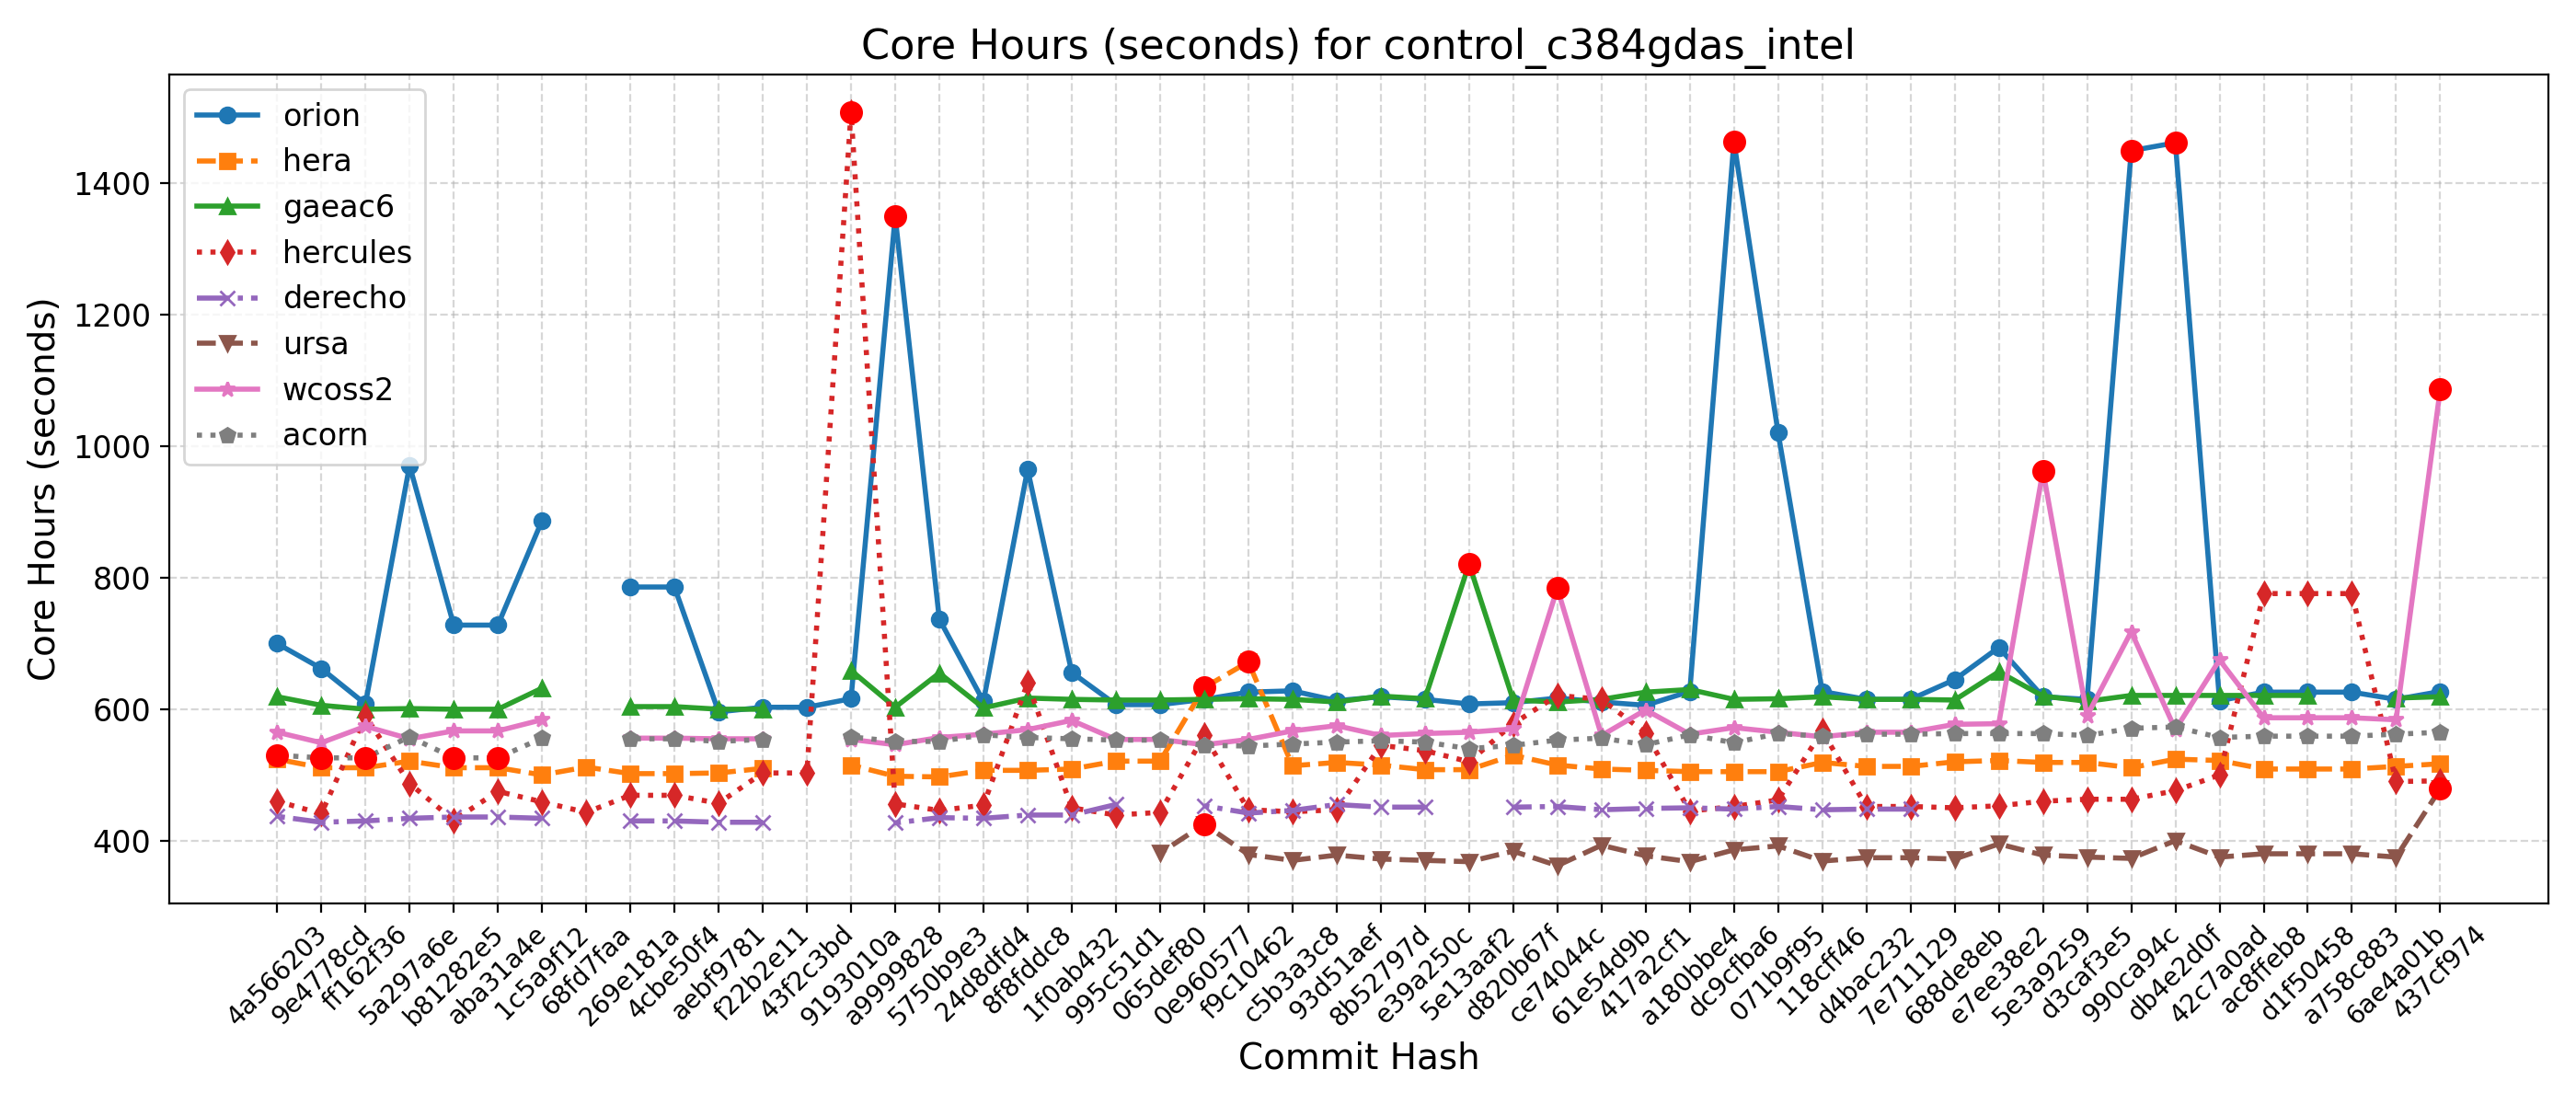 Core Hours (seconds) for control_c384gdas_intel
Core Hours (seconds)
1400
1200
1000
800
600
400
orion
hera
gaeac6
hercules
derecho
ursa
wcoss2
acorn
4a566203
9e4778cd
ff162f36
5a297a6e
b81282e5
aba31a4e
1c5a9f12
68fd7faa
269e181a
4cbe50f4
aebf9781
f22b2e11
43f2c3bd
9193010a
a9999828
5750b9e3
24d8dfd4
8f8fddc8
1f0ab432
995c51d1
065def80
0e960577
f9c10462
c5b3a3c8
93d51aef
8b52797d
e39a250c
5e13aaf2
d820b67f
ce74044c
61e54d9b
417a2cf1
a180bbe4
dc9cfba6
071b9f95
118cff46
d4bac232
7e711129
688de8eb
e7ee38e2
5e3a9259
d3caf3e5
990ca94c
db4e2d0f
42c7a0ad
ac8ffeb8
d1f50458
a758c883
6ae4a01b
437cf974
Commit Hash